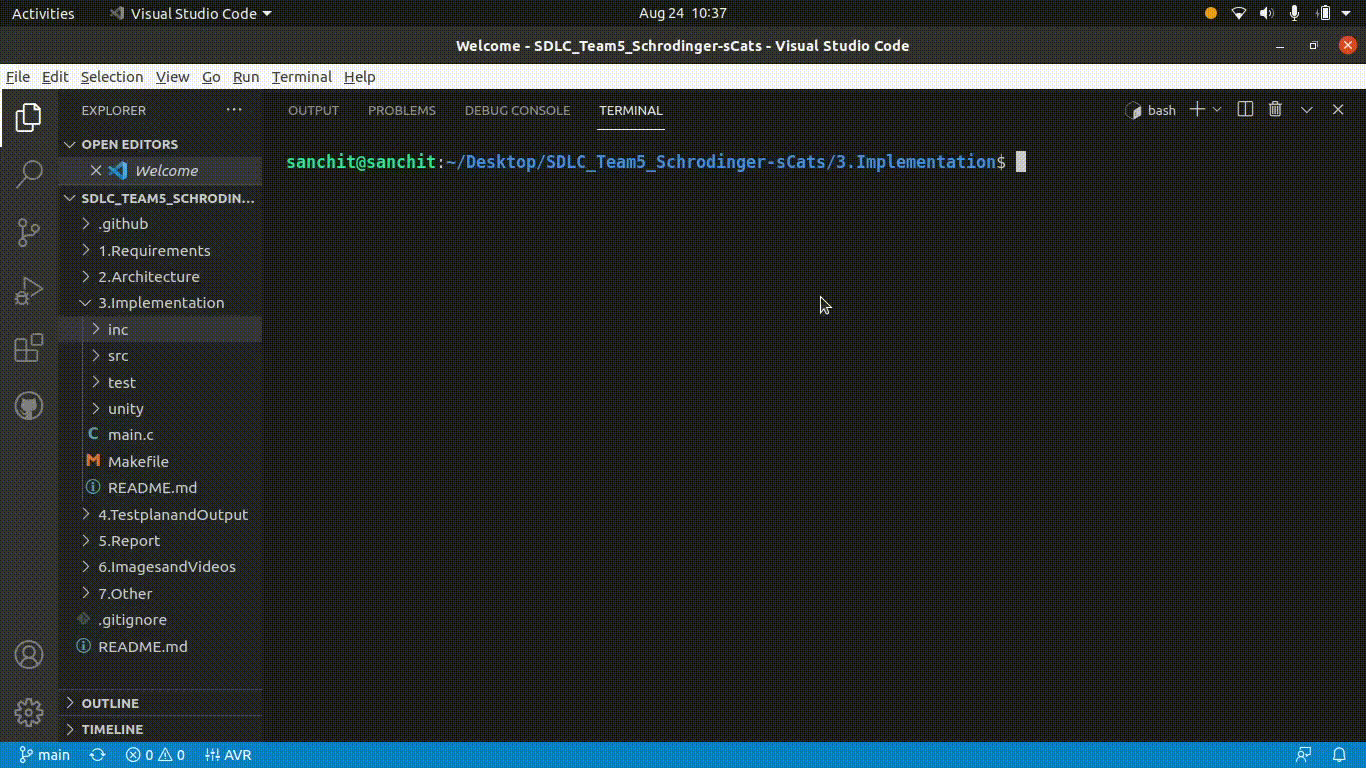 Activities Visual Studio Code Aug 24 10:37
Welcome - SDLC_Team5_Schrodinger-sCats - Visual Studio Code
File Edit Selection View Go Run Terminal Help
EXPLORER ··· OUTPUT PROBLEMS DEBUG CONSOLE TERMINAL bash
OPEN EDITORS
Welcome
sanchit@sanchit:~/Desktop/SDLC_Team5_Schrodinger-sCats/3.Implementation$
SDLC_TEAM5_SCHRODIN...
.github
1.Requirements
2.Architecture
3.Implementation
inc
src
test
unity
C main.c
M Makefile
README.md
4.TestplanandOutput
5.Report
6.ImagesandVideos
7.Other
.gitignore
README.md
OUTLINE
TIMELINE
main 0 0 AVR